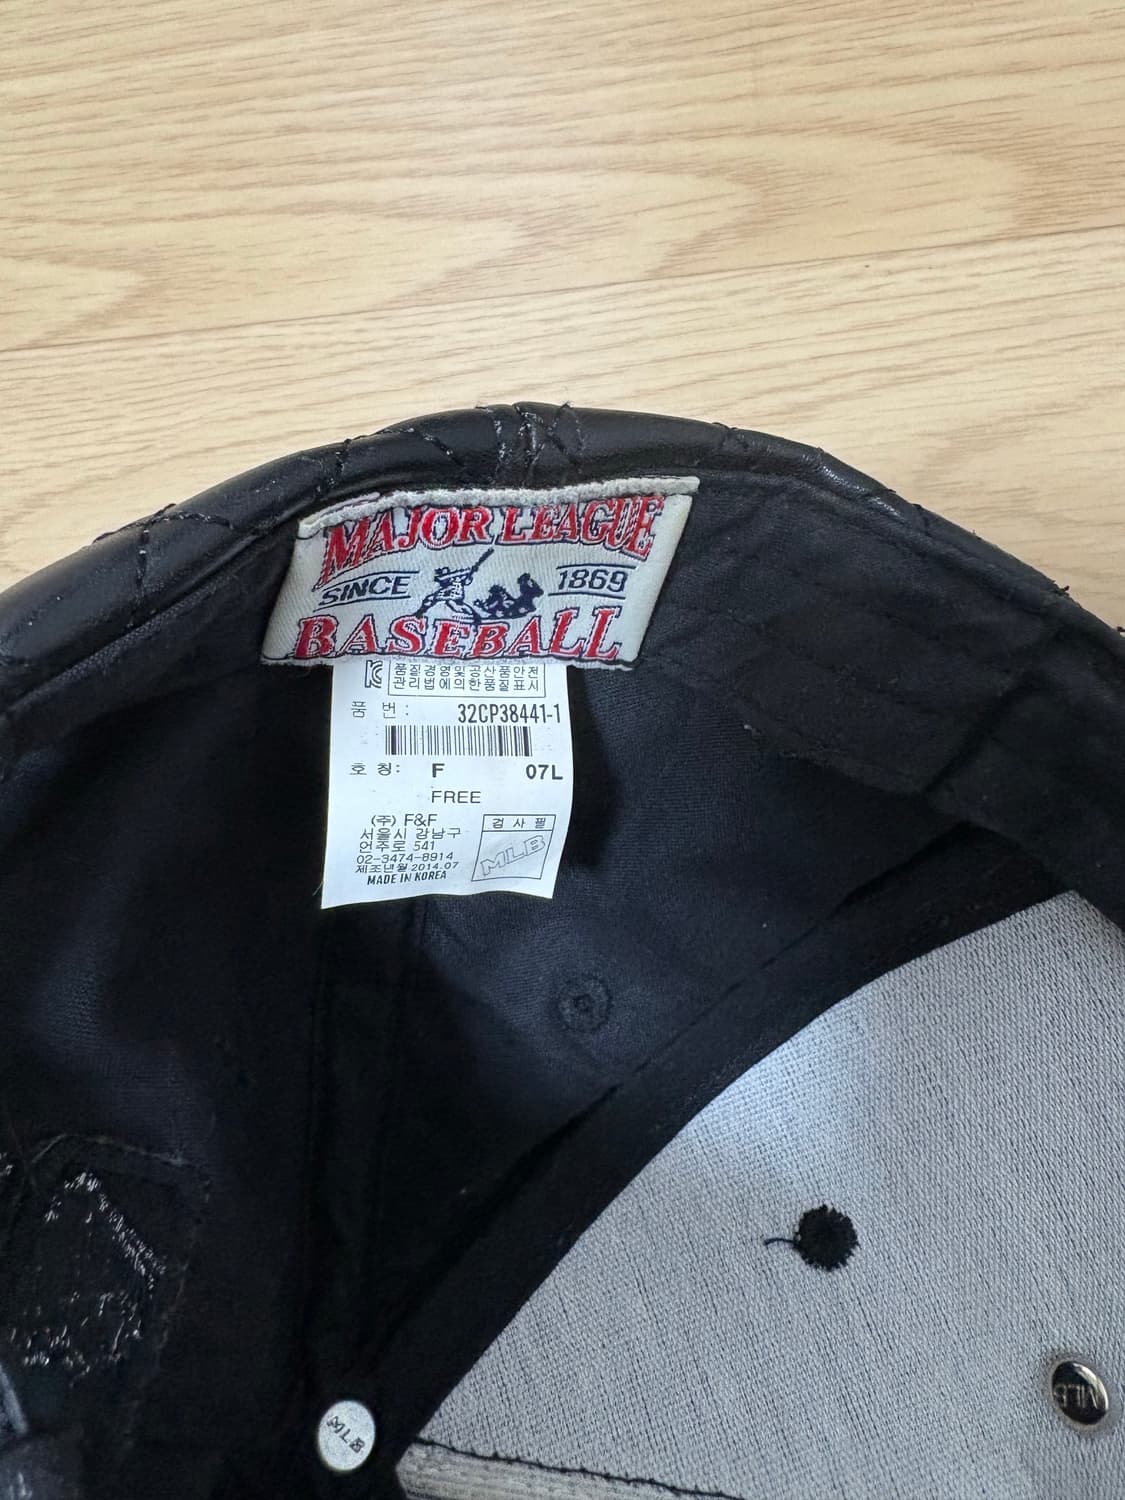 MAJOR LEAGUE
SINCE 1869
BASEBALL
품질경영및공산품안전
관리법에의한품질표시
품 번: 32CP38441-1
호 칭: F 07L
FREE
(주) F&F
서울시 강남구
언주로 541
02-3474-8914
제조년월 2014.07
MADE IN KOREA
검 사 필
MLB
MLB